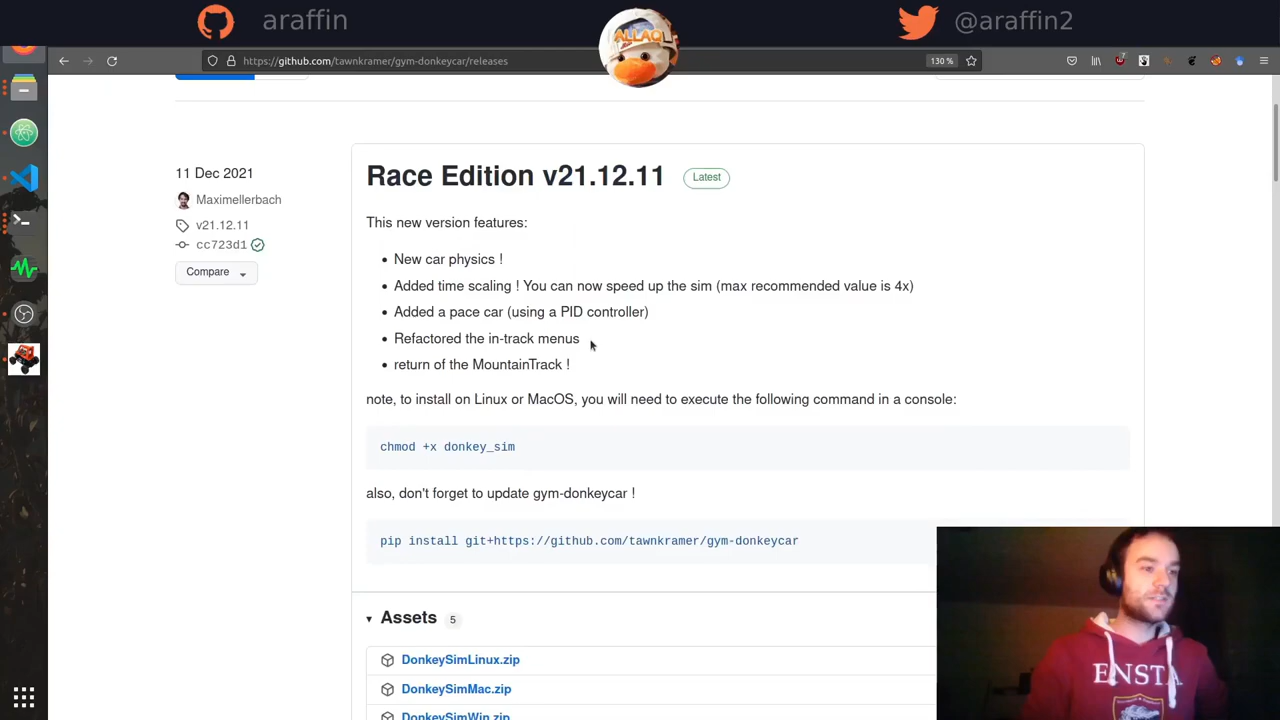 araffin
@araffin2
ALLAQ
https://github.com/tawnkramer/gym-donkeycar/releases
130 %
11 Dec 2021
Maximellerbach
v21.12.11
cc723d1
Compare
Race Edition v21.12.11
Latest
This new version features:
New car physics !
Added time scaling ! You can now speed up the sim (max recommended value is 4x)
Added a pace car (using a PID controller)
Refactored the in-track menus
return of the MountainTrack !
note, to install on Linux or MacOS, you will need to execute the following command in a console:
chmod +x donkey_sim
also, don't forget to update gym-donkeycar !
pip install git+https://github.com/tawnkramer/gym-donkeycar
Assets 5
DonkeySimLinux.zip
DonkeySimMac.zip
DonkeySimWin.zip
ENSTA